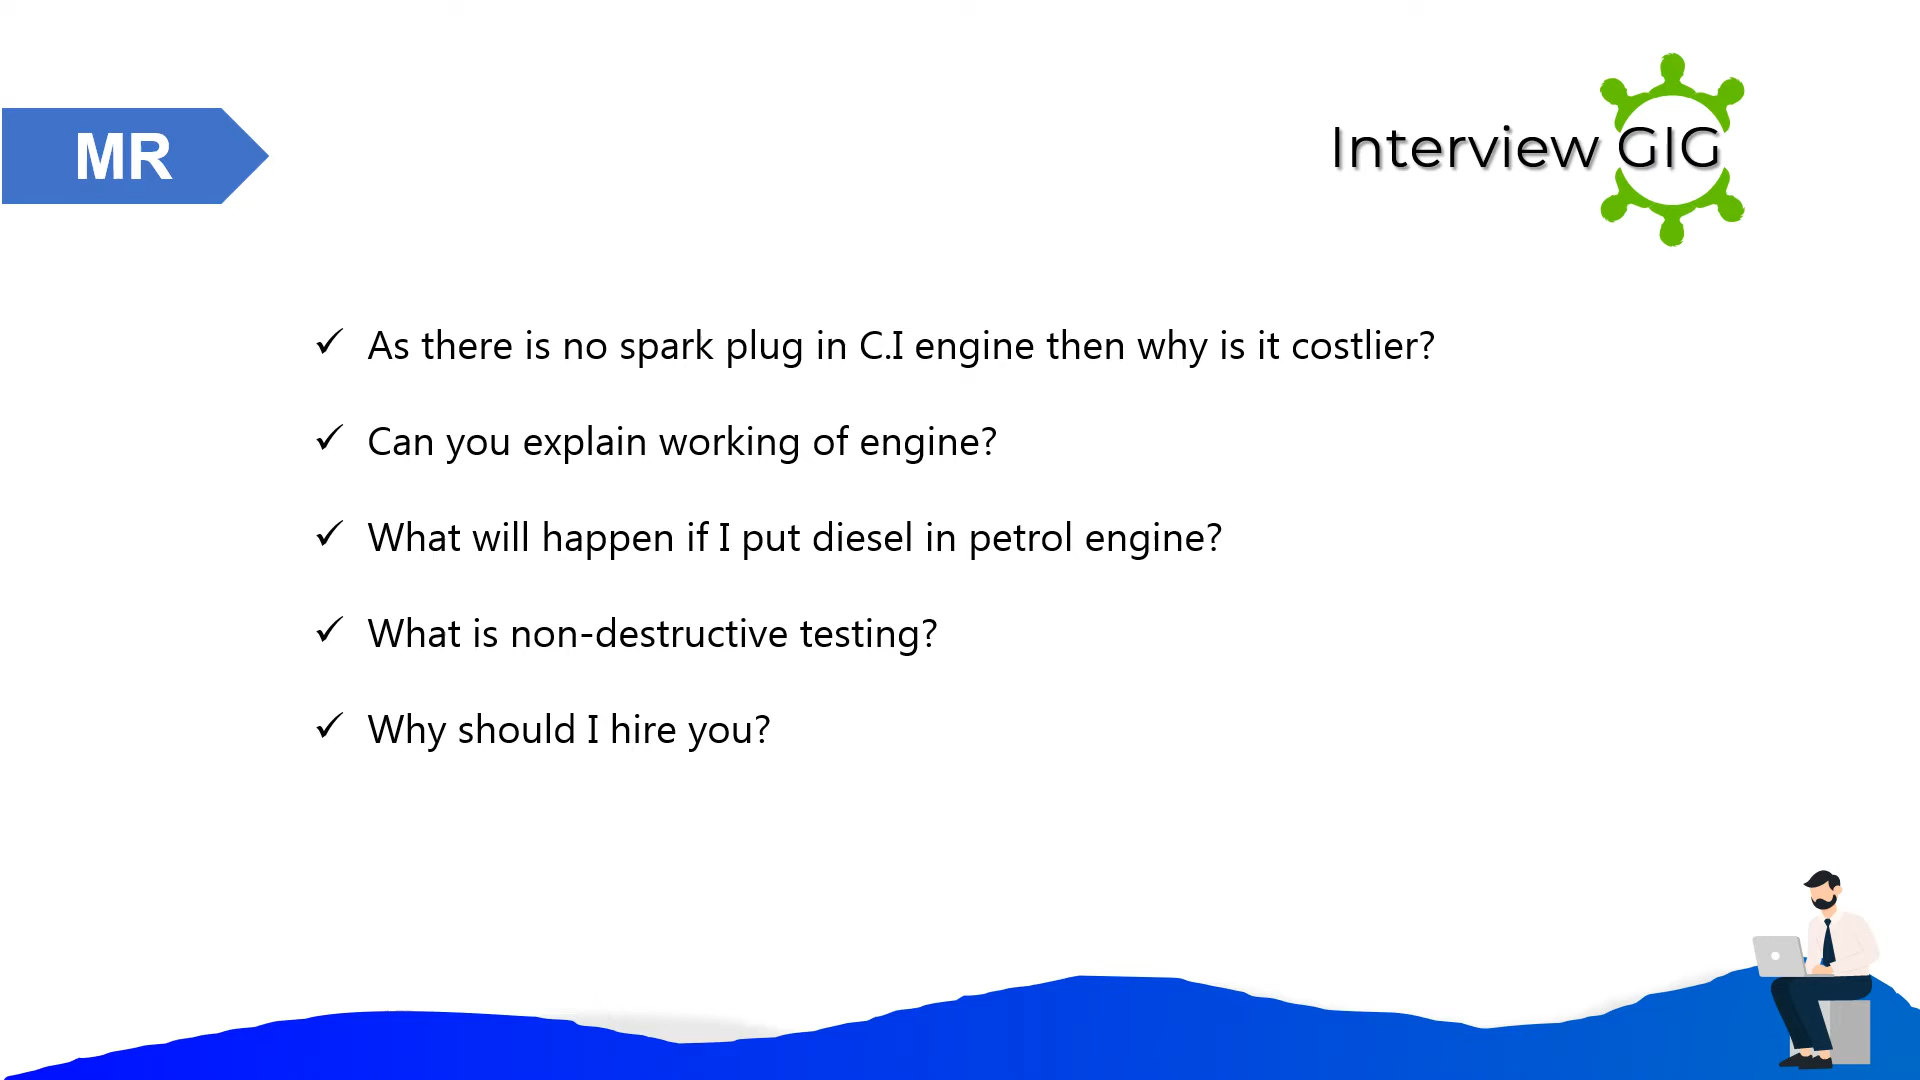 MR
Interview GIG
✓ As there is no spark plug in C.I engine then why is it costlier?
✓ Can you explain working of engine?
✓ What will happen if I put diesel in petrol engine?
✓ What is non-destructive testing?
✓ Why should I hire you?